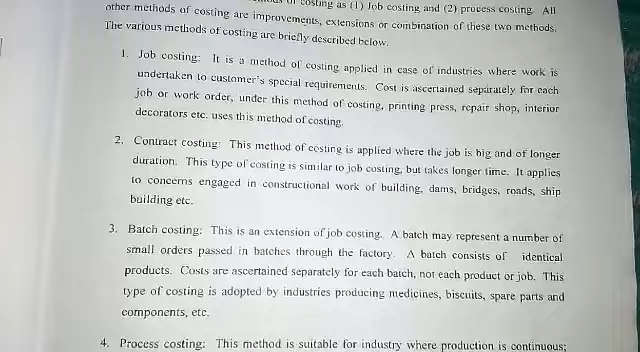 costing as (1) Job costing and (2) process costing. All
other methods of costing are improvements, extensions or combination of these two methods.
The various methods of costing are briefly described below.
1. Job costing: It is a method of costing applied in case of industries where work is
undertaken to customer's special requirements. Cost is ascertained separately for each
job or work order, under this method of costing, printing press, repair shop, interior
decorators etc. uses this method of costing.
2. Contract costing: This method of costing is applied where the job is big and of longer
duration. This type of costing is similar to job costing, but takes longer time. It applies
to concerns engaged in constructional work of building, dams, bridges, roads, ship
building etc.
3. Batch costing: This is an extension of job costing. A batch may represent a number of
small orders passed in batches through the factory. A batch consists of identical
products. Costs are ascertained separately for each batch, not each product or job. This
type of costing is adopted by industries producing medicines, biscuits, spare parts and
components, etc.
4. Process costing: This method is suitable for industry where production is continuous;